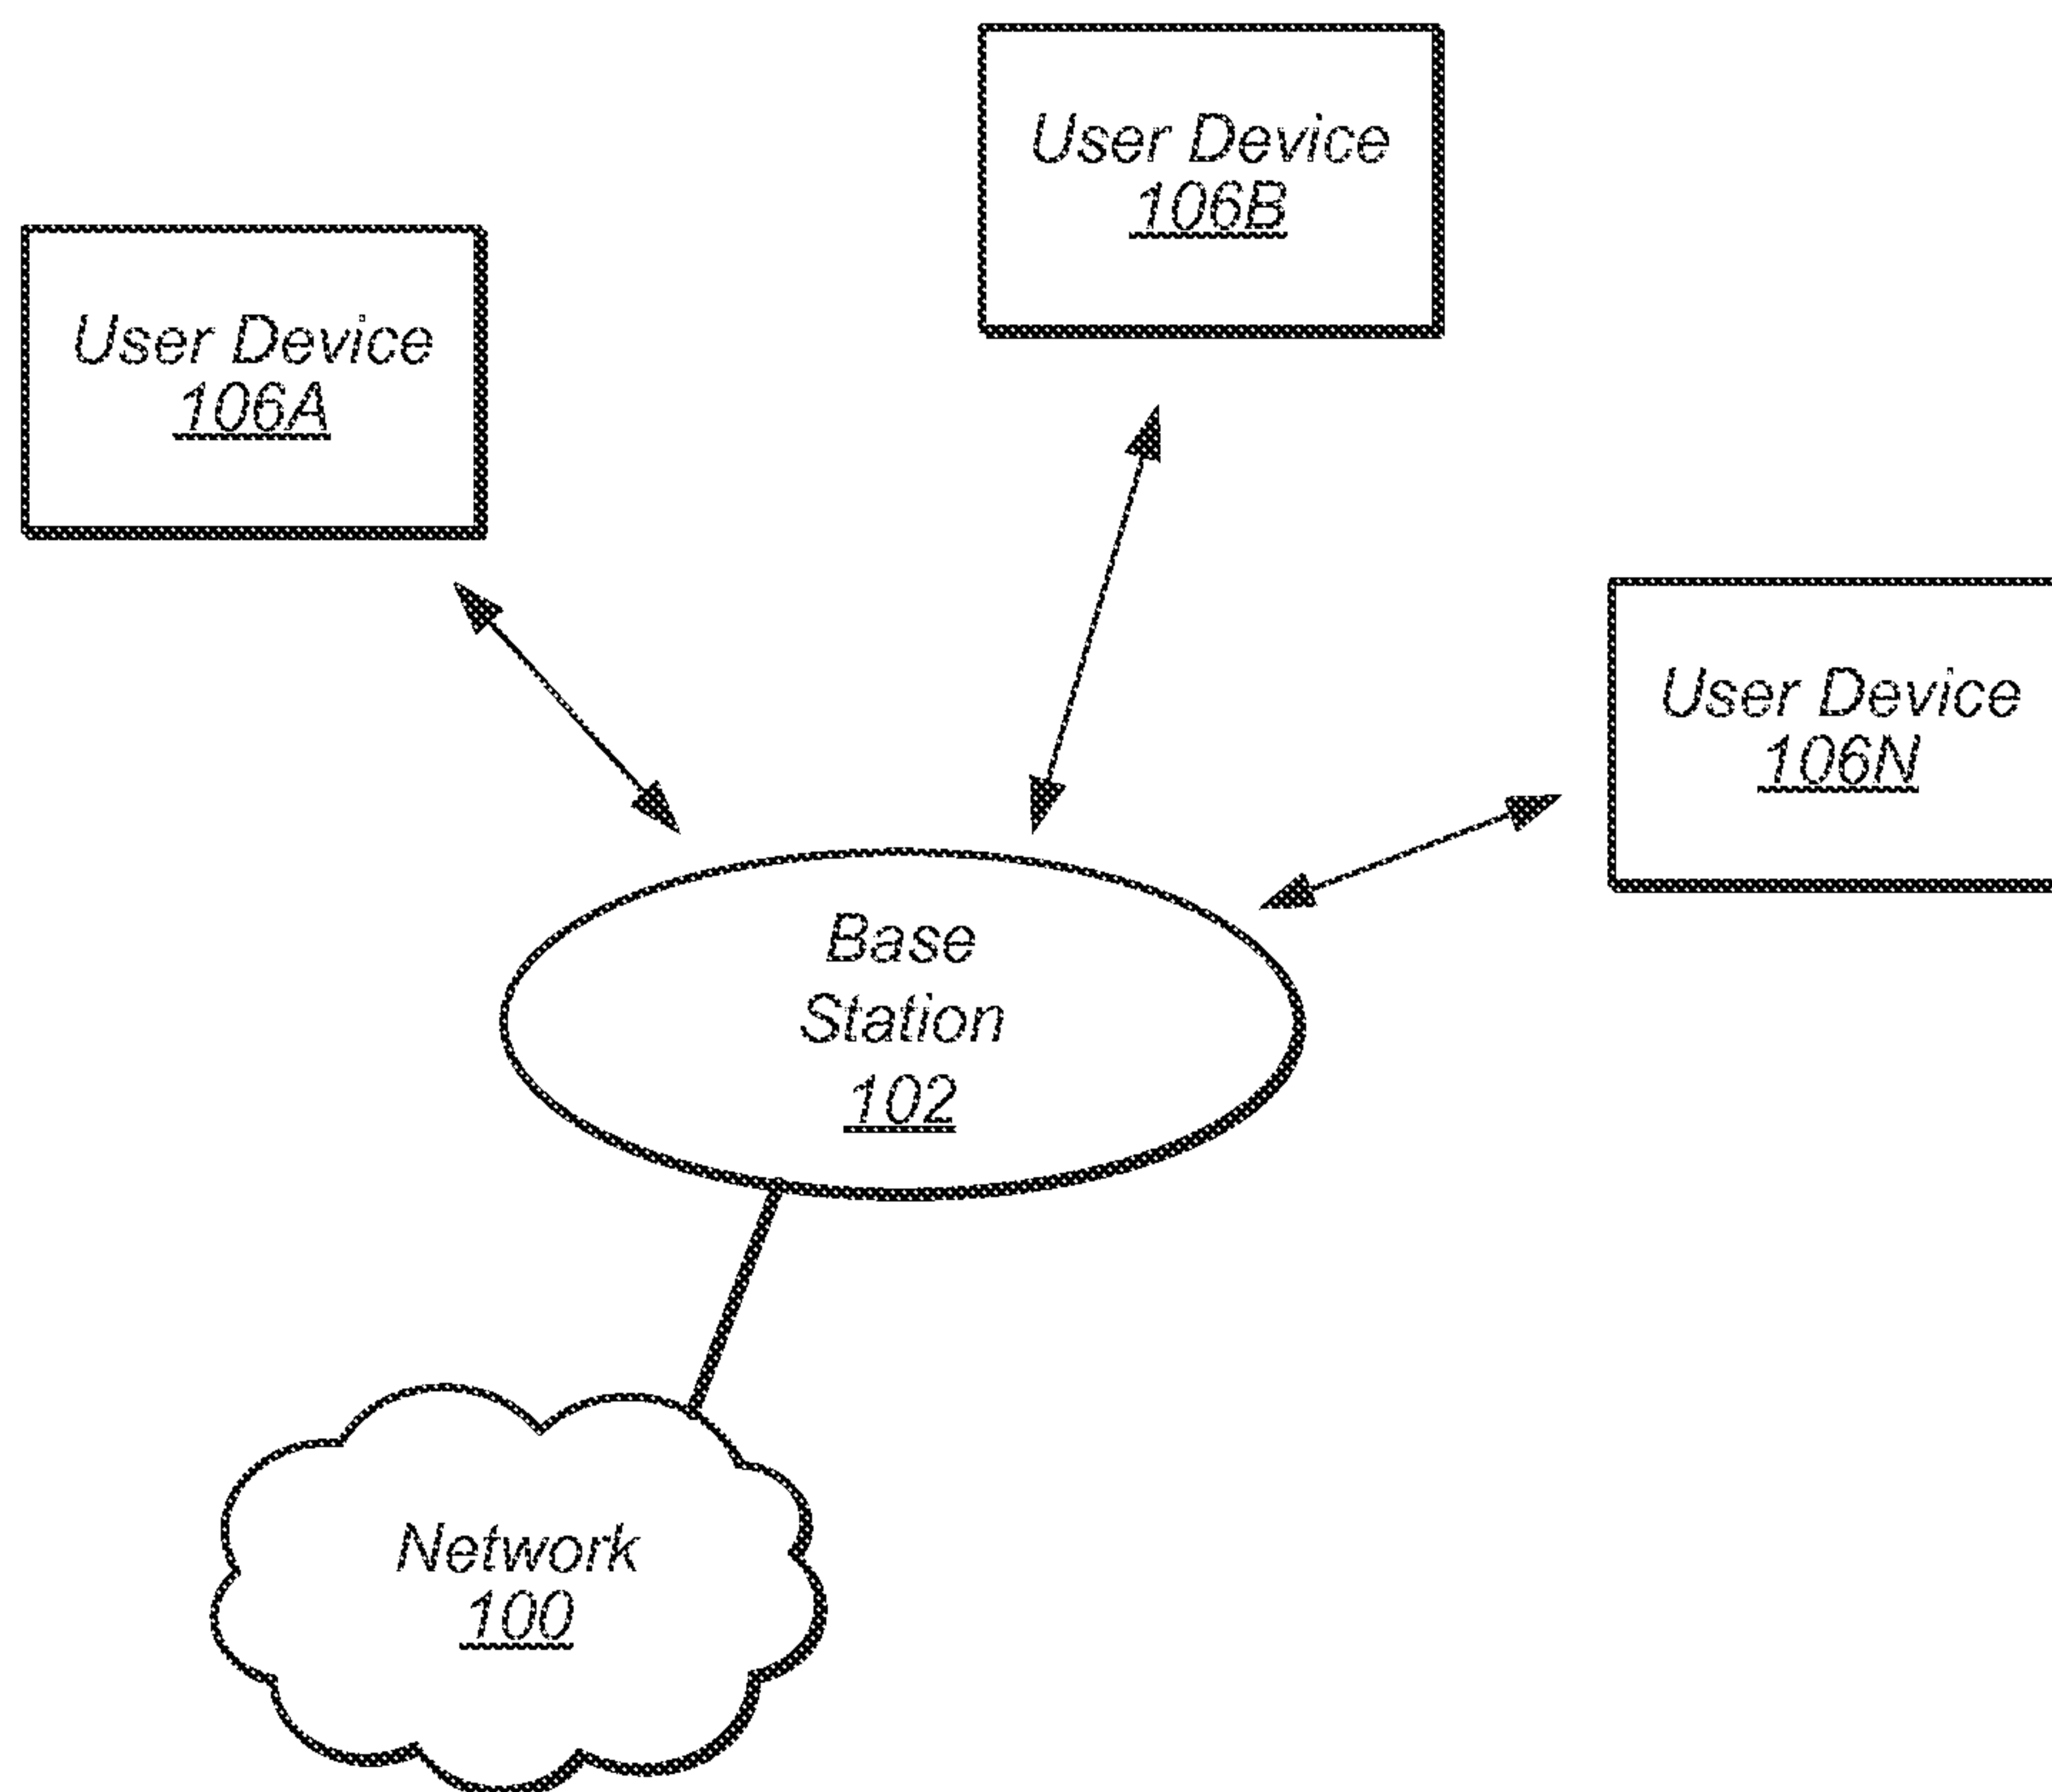 User Device
106B
User Device
106A
User Device
106N
Base
Station
102
Network
100